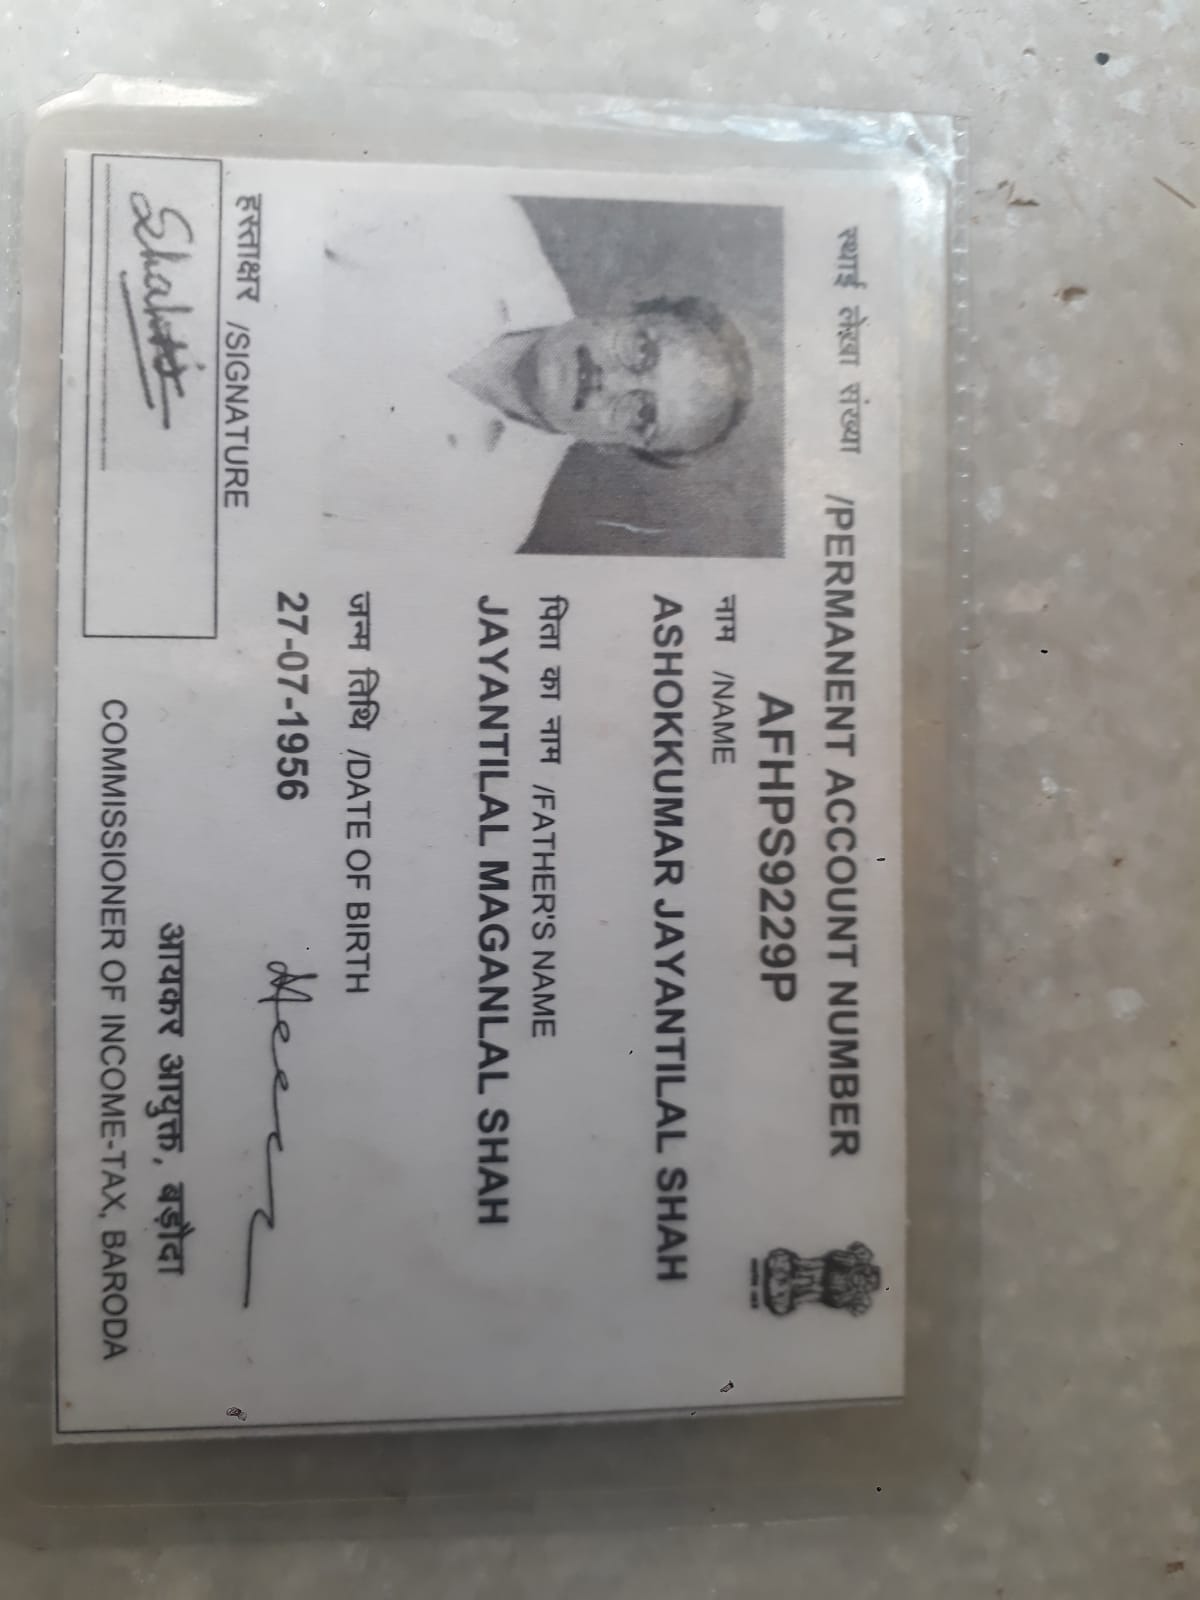 स्थाई लेखा संख्या /PERMANENT ACCOUNT NUMBER
AFHPS9229P
नाम /NAME
ASHOKKUMAR JAYANTILAL SHAH
पिता का नाम /FATHER'S NAME
JAYANTILAL MAGANLAL SHAH
जन्म तिथि /DATE OF BIRTH
27-07-1956
हस्ताक्षर /SIGNATURE
आयकर आयुक्त, बड़ौदा
COMMISSIONER OF INCOME-TAX, BARODA